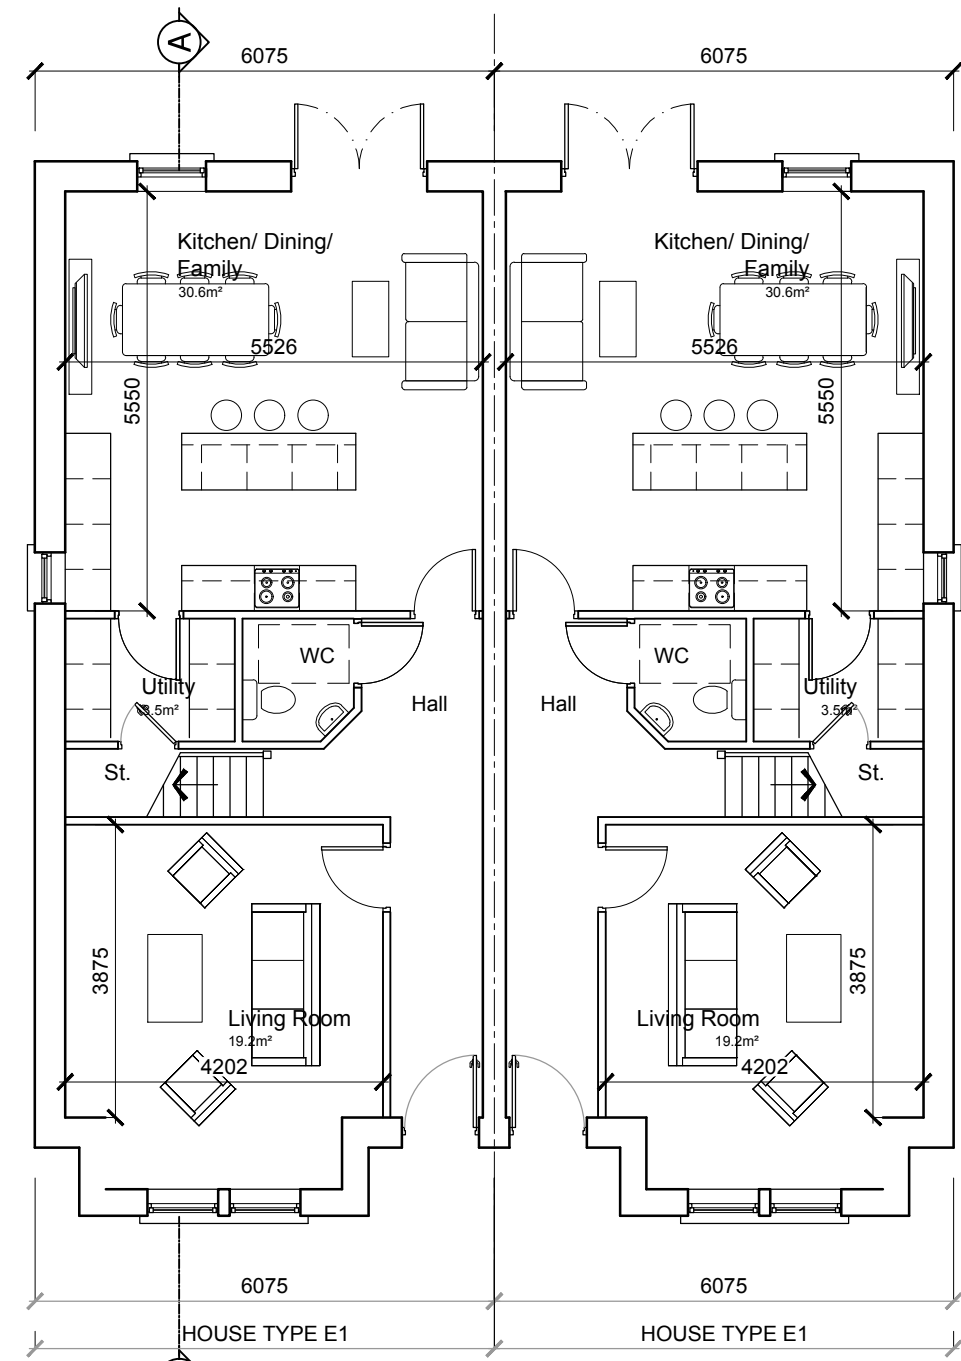 A
6075
6075
Kitchen/ Dining/
Family
30.6m²
Kitchen/ Dining/
Family
30.6m²
5526
5526
5550
5550
WC
WC
Utility
3.5m²
Utility
3.5m²
Hall
Hall
St.
St.
3875
3875
Living Room
19.2m²
Living Room
19.2m²
4202
4202
6075
6075
HOUSE TYPE E1
HOUSE TYPE E1